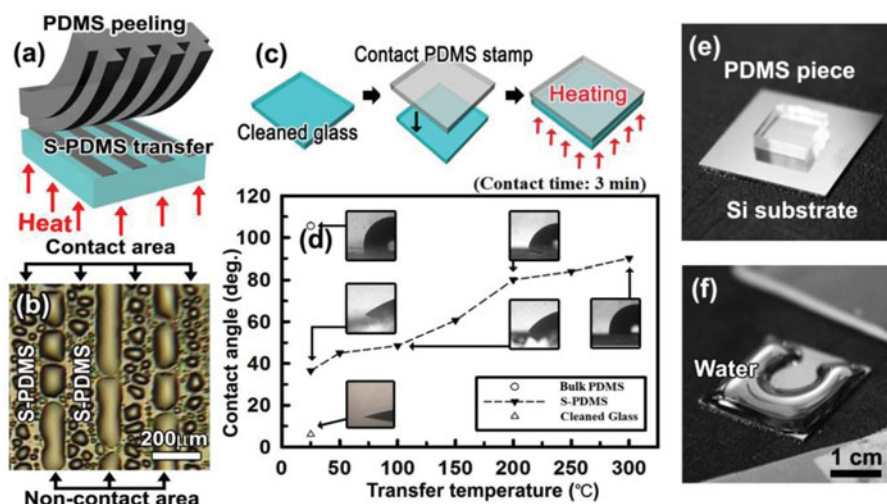 (a)
PDMS peeling
S-PDMS transfer
Heat
Contact area
(b)
S-PDMS
S-PDMS
200μm
Non-contact area
(c)
Cleaned glass
Contact PDMS stamp
Heating
(Contact time: 3 min)
(d)
Contact angle (deg.)
120
100
80
60
40
20
0
0
50
100
150
200
250
300
Transfer temperature (℃)
Bulk PDMS
S-PDMS
Cleaned Glass
(e)
PDMS piece
Si substrate
(f)
Water
1 cm